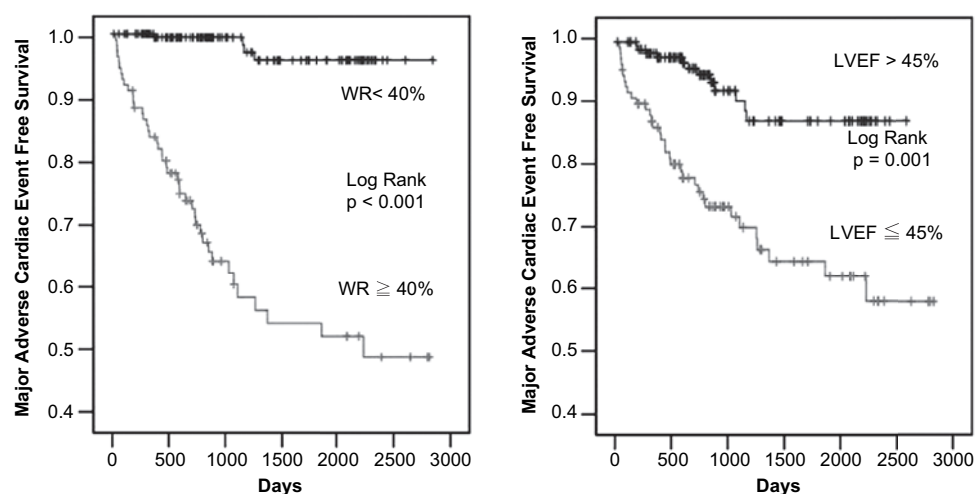 Major Adverse Cardiac Event Free Survival
1.0
0.9
0.8
0.7
0.6
0.5
0.4
WR< 40%
Log Rank
p < 0.001
WR ≧ 40%
0 500 1000 1500 2000 2500 3000
Days
Major Adverse Cardiac Event Free Survival
1.0
0.9
0.8
0.7
0.6
0.5
0.4
LVEF > 45%
Log Rank
p = 0.001
LVEF ≦ 45%
0 500 1000 1500 2000 2500 3000
Days